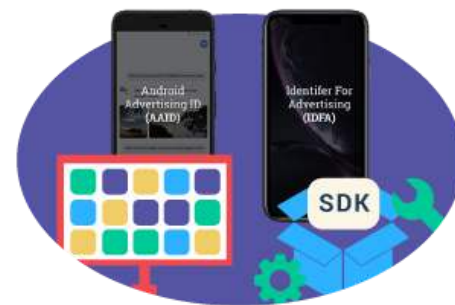 Android
Advertising ID
(AAID)
Identifer For
Advertising
(IDFA)
SDK